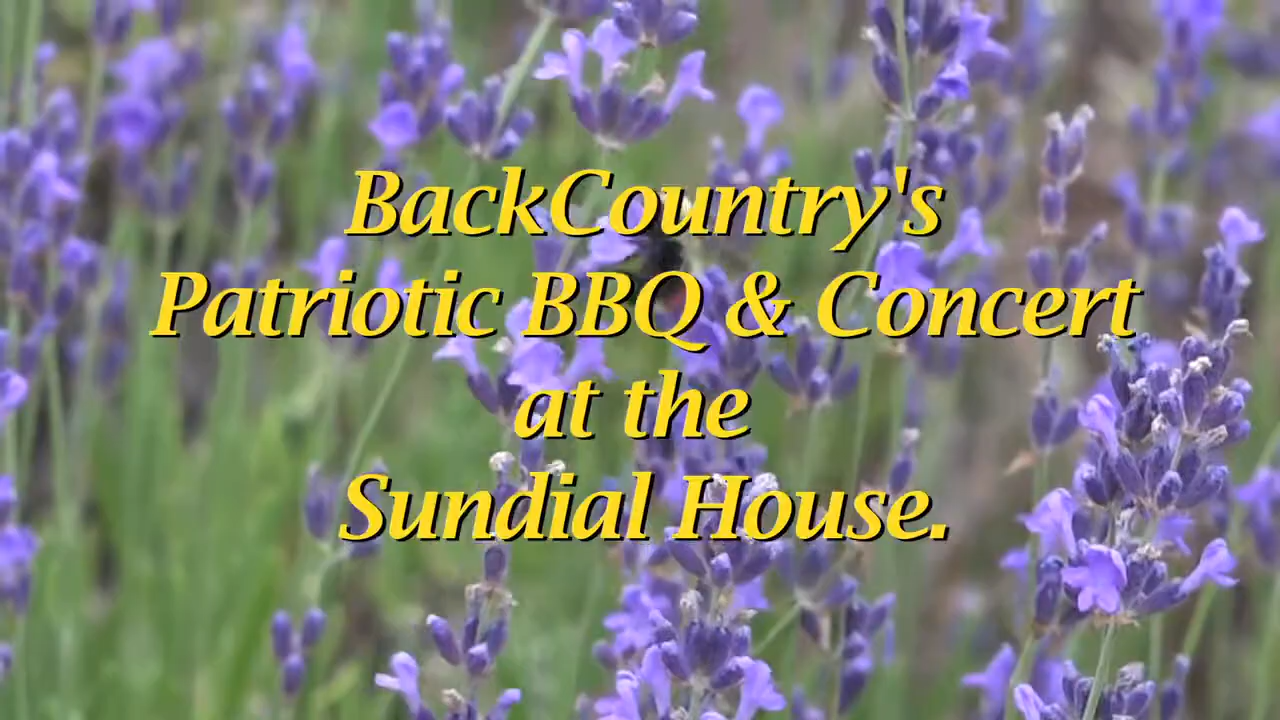 BackCountry's
Patriotic BBQ & Concert
at the
Sundial House.